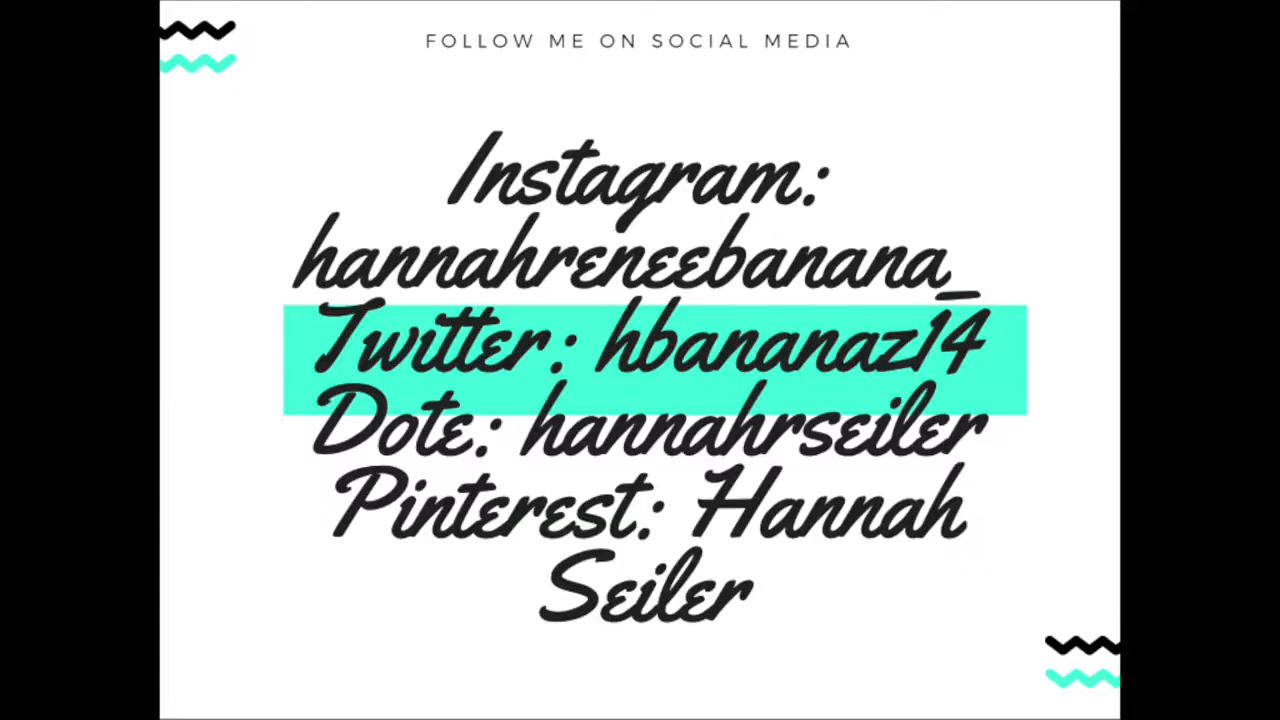 FOLLOW ME ON SOCIAL MEDIA
Instagram:
hannahreneebanana_
Twitter: hbananaz14
Dote: hannahrseiler
Pinterest: Hannah
Seiler